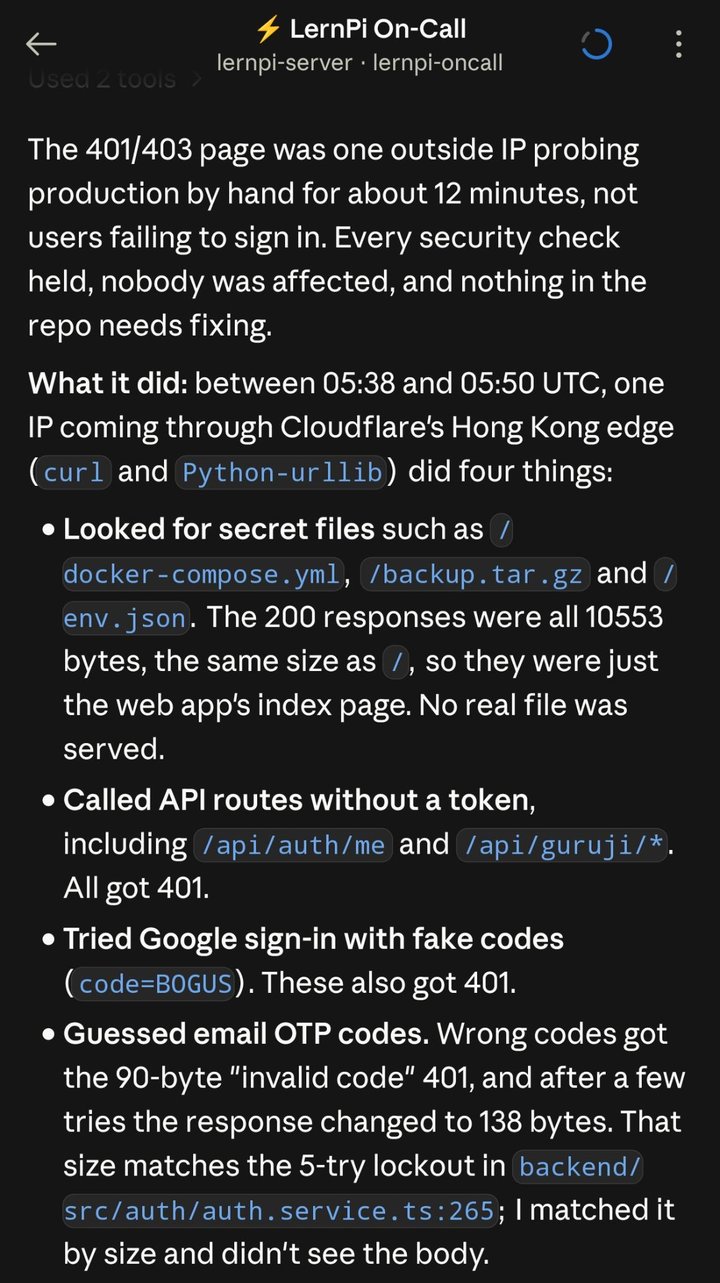 ⚡ LernPi On-Call
lernpi-server · lernpi-oncall
Used 2 tools >
The 401/403 page was one outside IP probing
production by hand for about 12 minutes, not
users failing to sign in. Every security check
held, nobody was affected, and nothing in the
repo needs fixing.
What it did: between 05:38 and 05:50 UTC, one
IP coming through Cloudflare's Hong Kong edge
(curl and Python-urllib) did four things:
• Looked for secret files such as /
docker-compose.yml, /backup.tar.gz and /
env.json. The 200 responses were all 10553
bytes, the same size as /, so they were just
the web app's index page. No real file was
served.
• Called API routes without a token,
including /api/auth/me and /api/guruji/*.
All got 401.
• Tried Google sign-in with fake codes
(code=BOGUS). These also got 401.
• Guessed email OTP codes. Wrong codes got
the 90-byte "invalid code" 401, and after a few
tries the response changed to 138 bytes. That
size matches the 5-try lockout in backend/
src/auth/auth.service.ts:265; I matched it
by size and didn't see the body.